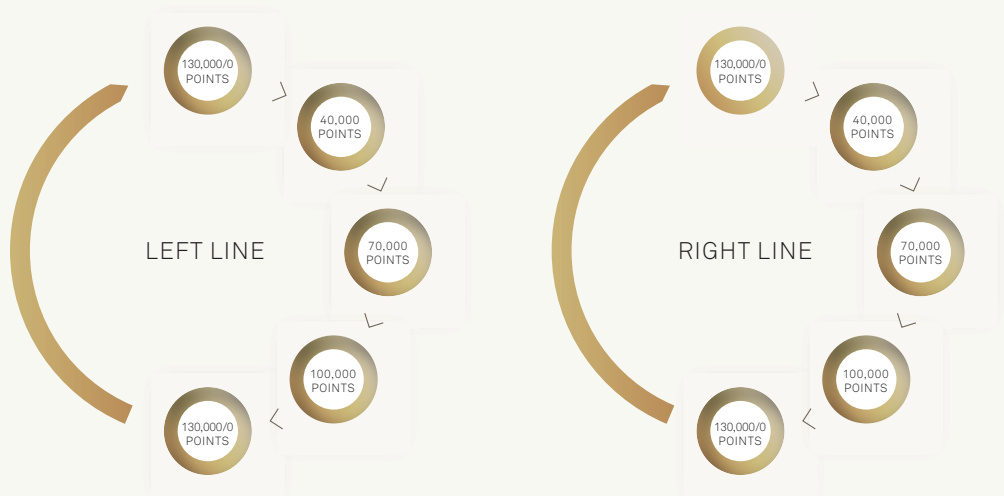 130,000/0
POINTS
40,000
POINTS
70,000
POINTS
LEFT LINE
100,000
POINTS
130,000/0
POINTS
130,000/0
POINTS
40,000
POINTS
70,000
POINTS
RIGHT LINE
100,000
POINTS
130,000/0
POINTS